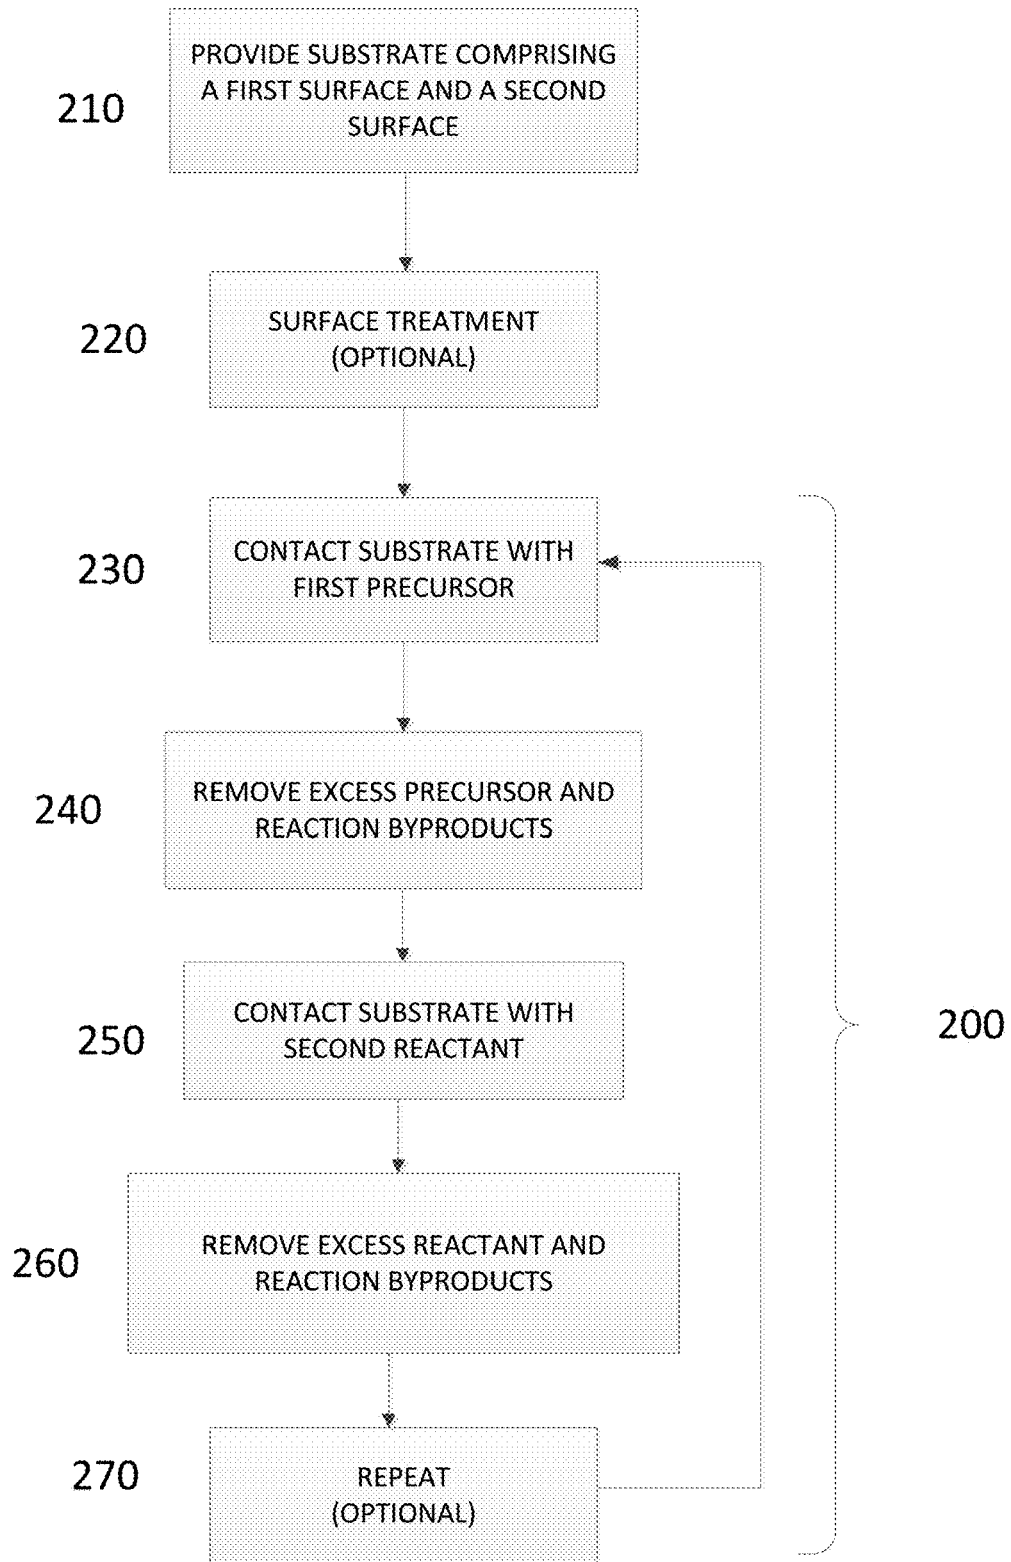 210
PROVIDE SUBSTRATE COMPRISING
A FIRST SURFACE AND A SECOND
SURFACE
220
SURFACE TREATMENT
(OPTIONAL)
230
CONTACT SUBSTRATE WITH
FIRST PRECURSOR
240
REMOVE EXCESS PRECURSOR AND
REACTION BYPRODUCTS
250
CONTACT SUBSTRATE WITH
SECOND REACTANT
200
260
REMOVE EXCESS REACTANT AND
REACTION BYPRODUCTS
270
REPEAT
(OPTIONAL)